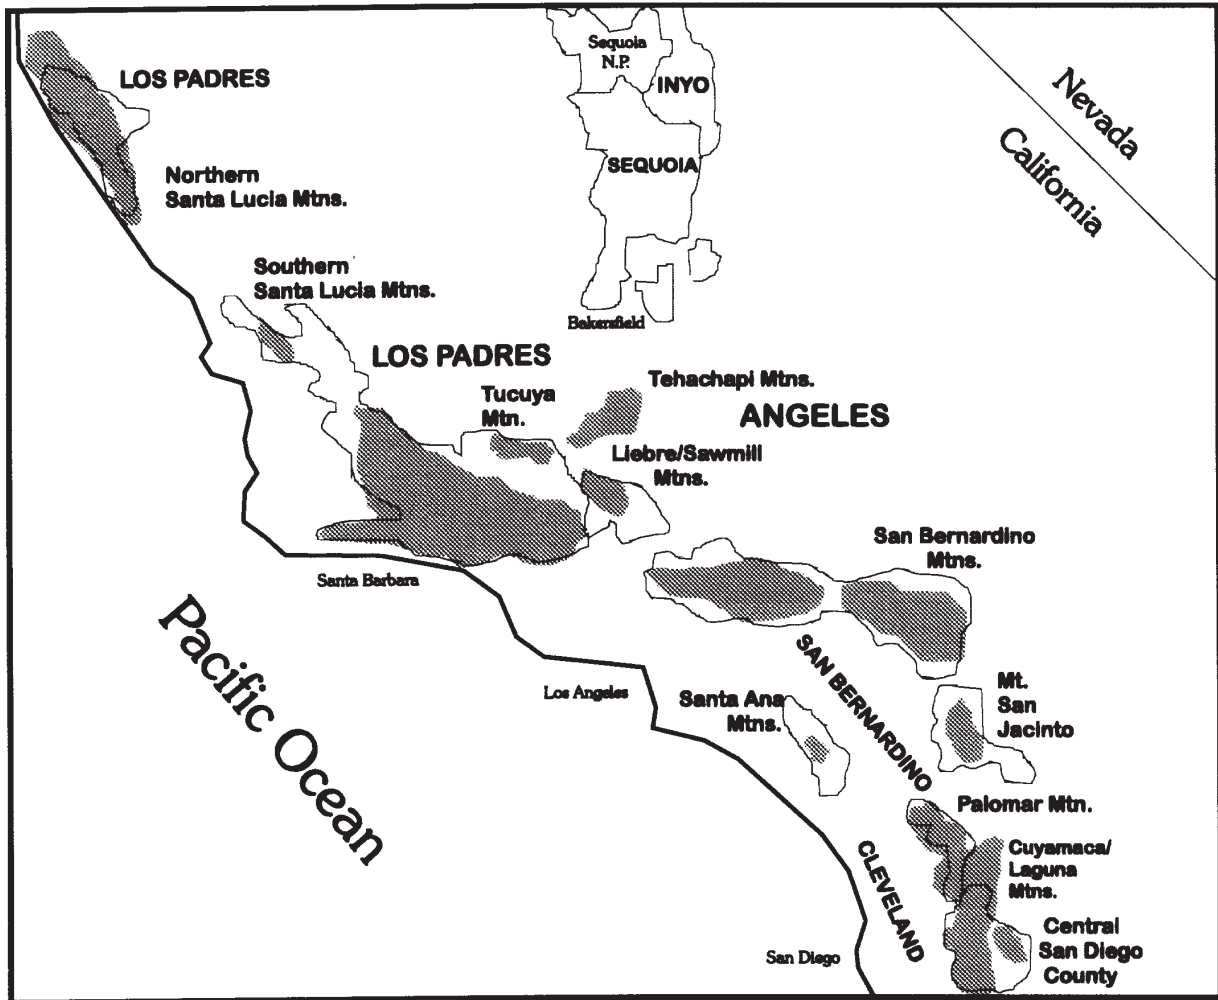 Sequoia
N.P.
INYO
Nevada
California
LOS PADRES
SEQUOIA
Northern
Santa Lucia Mtns.
Southern
Santa Lucia Mtns.
Bakersfield
LOS PADRES
Tehachapi Mtns.
Tucuya
Mtn.
ANGELES
Liebre/Sawmill
Mtns.
San Bernardino
Mtns.
Santa Barbara
Pacific Ocean
SAN BERNARDINO
Los Angeles
Santa Ana
Mtns.
Mt.
San
Jacinto
Palomar Mtn.
Cuyamaca/
Laguna
Mtns.
CLEVELAND
Central
San Diego
County
San Diego